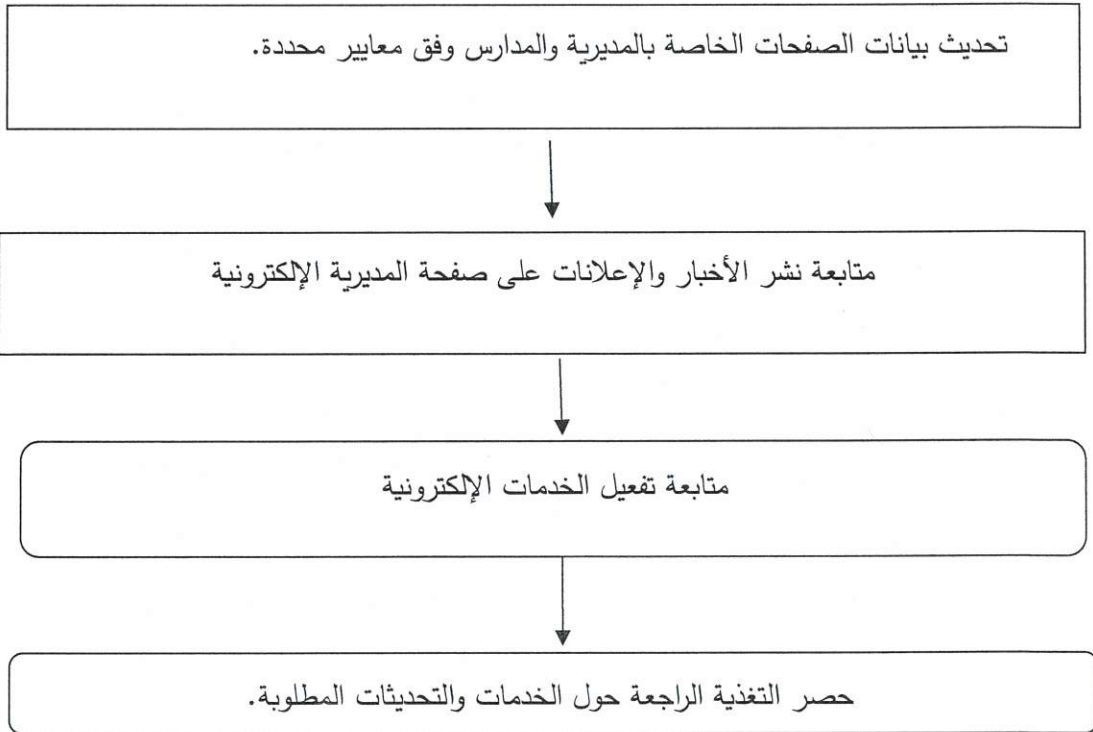 تحديث بيانات الصفحات الخاصة بالمديرية والمدارس وفق معايير محددة.
متابعة نشر الأخبار والإعلانات على صفحة المديرية الإلكترونية
متابعة تفعيل الخدمات الإلكترونية
حصر التغذية الراجعة حول الخدمات والتحديثات المطلوبة.